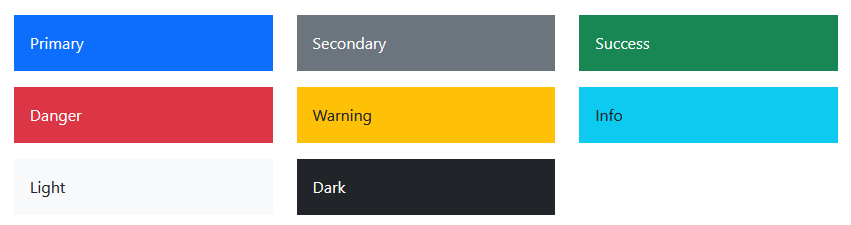 Primary
Secondary
Success
Danger
Warning
Info
Light
Dark